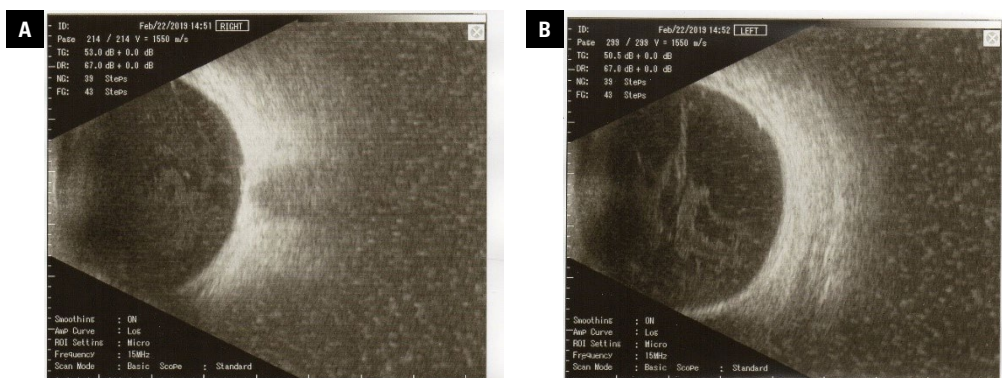 A
ID: Feb/22/2019 14:51 RIGHT
Page 214 / 214 V = 1550 m/s
TG: 53.0 dB + 0.0 dB
DR: 67.0 dB + 0.0 dB
NG: 39 Steps
FG: 43 Steps
Smoothing : ON
Amp Curve : Log
ROI Setting : Micro
Frequency : 15MHz
Scan Mode : Basic Scope : Standard
B
ID: Feb/22/2019 14:52 LEFT
Page 299 / 299 V = 1550 m/s
TG: 50.5 dB + 0.0 dB
DR: 67.0 dB + 0.0 dB
NG: 39 Steps
FG: 43 Steps
Smoothing : ON
Amp Curve : Log
ROI Setting : Micro
Frequency : 15MHz
Scan Mode : Basic Scope : Standard